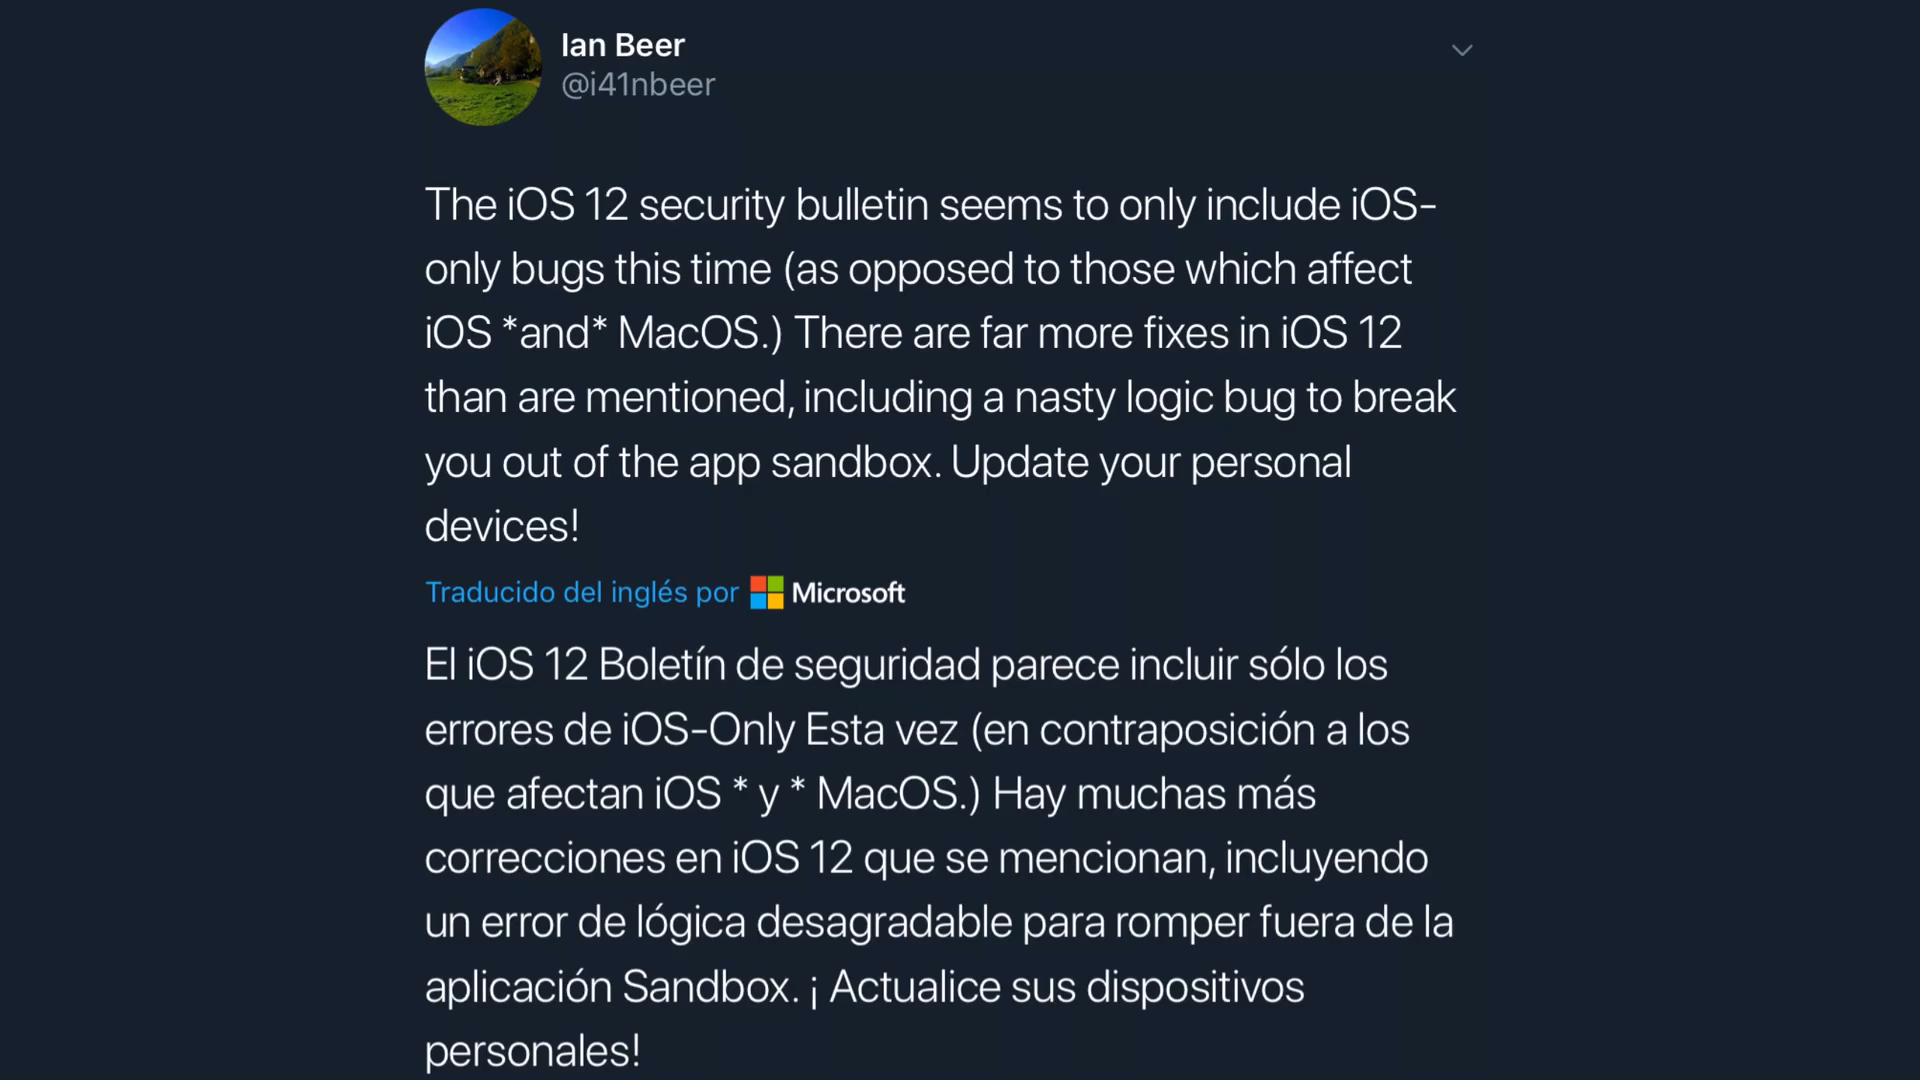 Ian Beer
@i41nbeer
The iOS 12 security bulletin seems to only include iOS-
only bugs this time (as opposed to those which affect
iOS *and* MacOS.) There are far more fixes in iOS 12
than are mentioned, including a nasty logic bug to break
you out of the app sandbox. Update your personal
devices!
Traducido del inglés por Microsoft
El iOS 12 Boletín de seguridad parece incluir sólo los
errores de iOS-Only Esta vez (en contraposición a los
que afectan iOS * y * MacOS.) Hay muchas más
correcciones en iOS 12 que se mencionan, incluyendo
un error de lógica desagradable para romper fuera de la
aplicación Sandbox. ¡ Actualice sus dispositivos
personales!